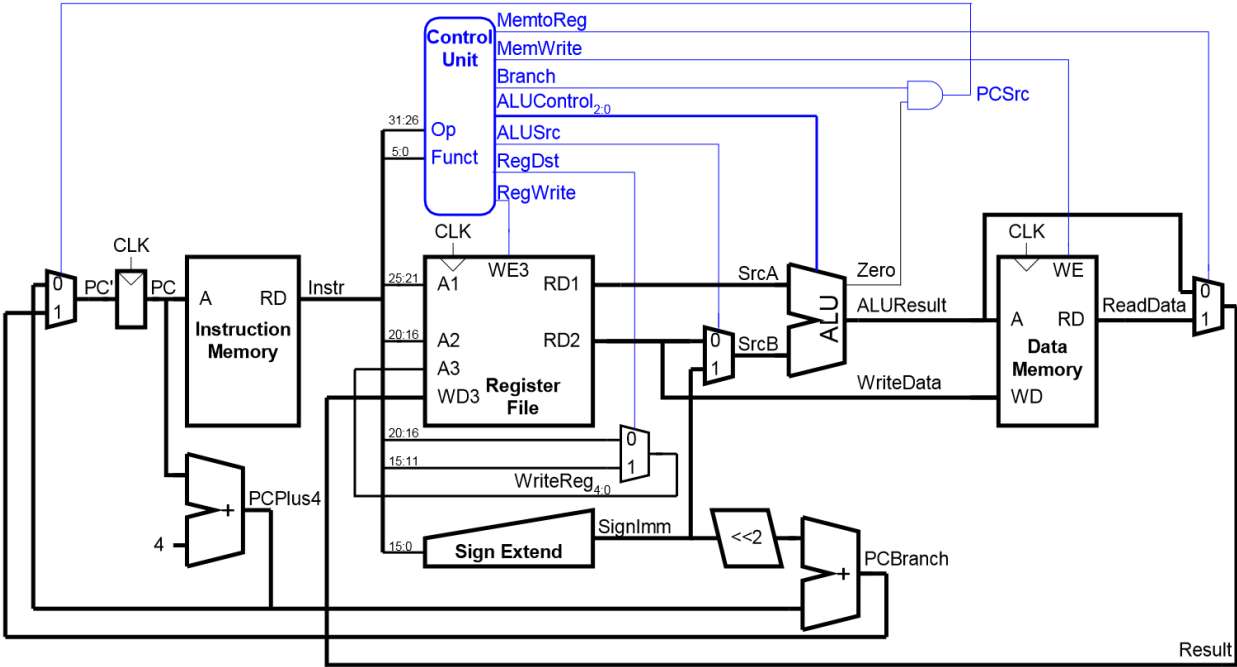 MemtoReg
Control
Unit
MemWrite
Branch
PCSrc
ALUControl2:0
31:26
Op
ALUSrc
5:0
Funct
RegDst
RegWrite
CLK
CLK
CLK
WE3
WE
Zero
0
1
PC'
PC
A
RD
Instr
25:21
A1
RD1
SrcA
Instruction
Memory
20:16
A2
RD2
0
1
SrcB
ALU
ALUResult
A
RD
ReadData
0
1
A3
Data
Memory
WD3
Register
File
WriteData
WD
20:16
0
15:11
1
WriteReg4:0
PCPlus4
+
4
SignImm
15:0
Sign Extend
<<2
PCBranch
+
Result